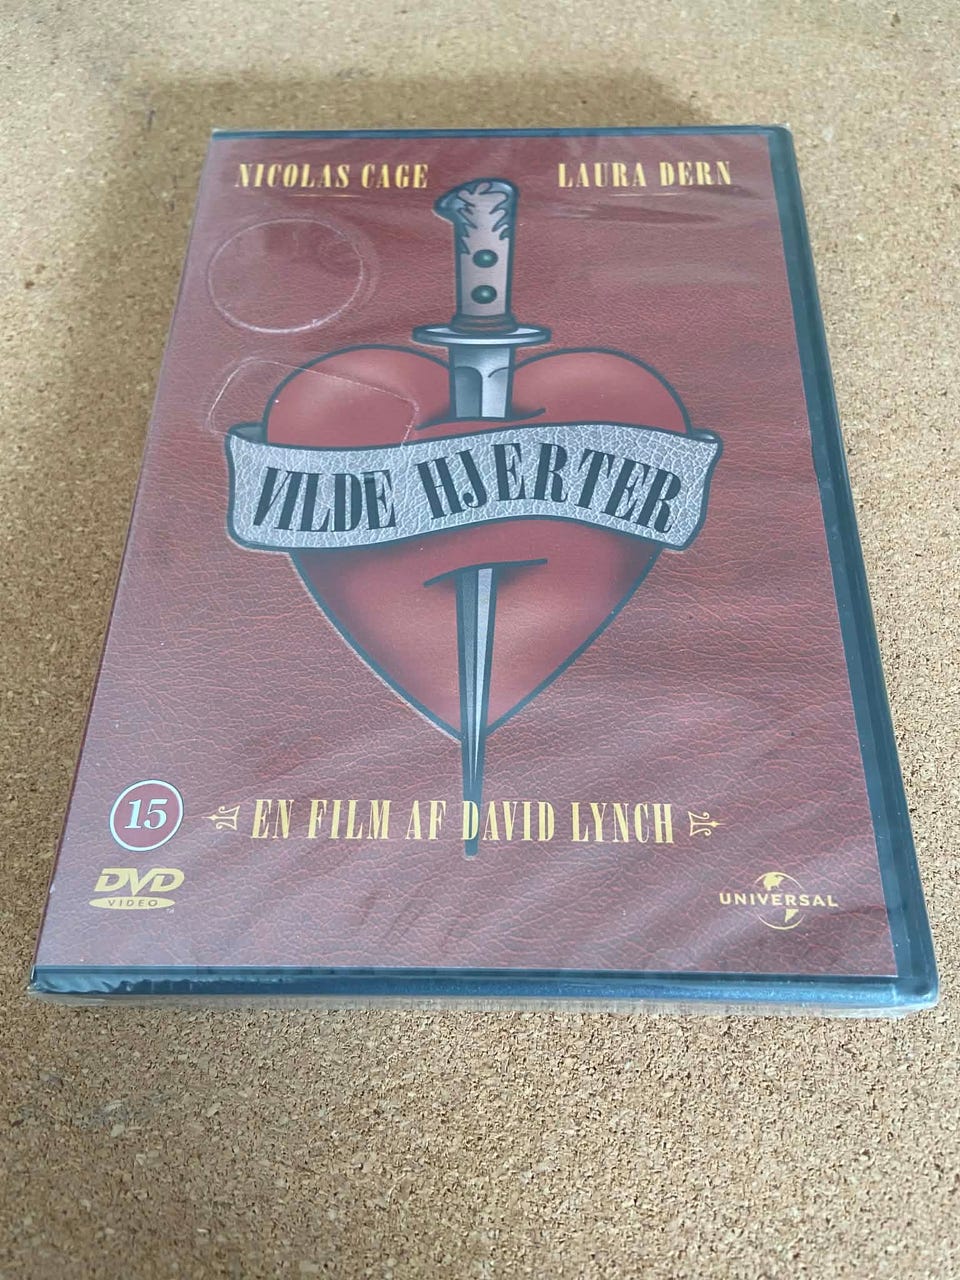 NICOLAS CAGE LAURA DERN
VILDE HJERTER
15
EN FILM AF DAVID LYNCH
DVD
VIDEO
UNIVERSAL